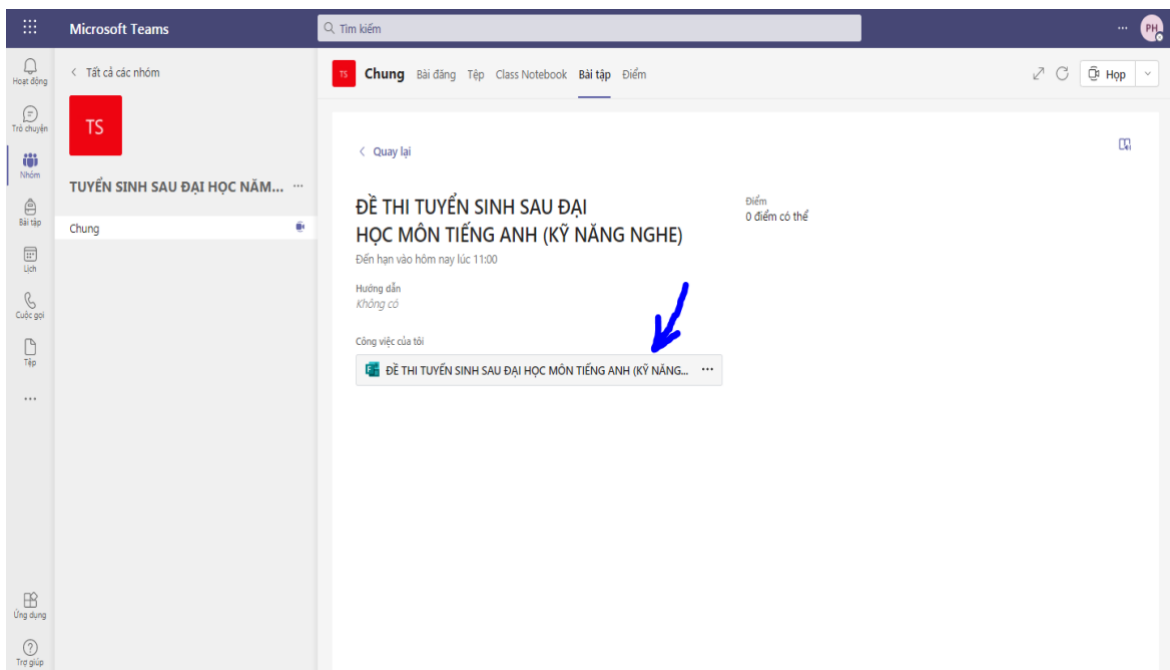 Microsoft Teams
Tìm kiếm
PH
Hoạt động
Trò chuyện
Nhóm
Bài tập
Lịch
Cuộc gọi
Tệp
Ứng dụng
Trợ giúp
Tất cả các nhóm
TS
TUYỂN SINH SAU ĐẠI HỌC NĂM...
Chung
TS Chung Bài đăng Tệp Class Notebook Bài tập Điểm
Họp
Quay lại
ĐỀ THI TUYỂN SINH SAU ĐẠI
HỌC MÔN TIẾNG ANH (KỸ NĂNG NGHE)
Đến hạn vào hôm nay lúc 11:00
Hướng dẫn
Không có
Công việc của tôi
ĐỀ THI TUYỂN SINH SAU ĐẠI HỌC MÔN TIẾNG ANH (KỸ NĂNG...
Điểm
0 điểm có thể